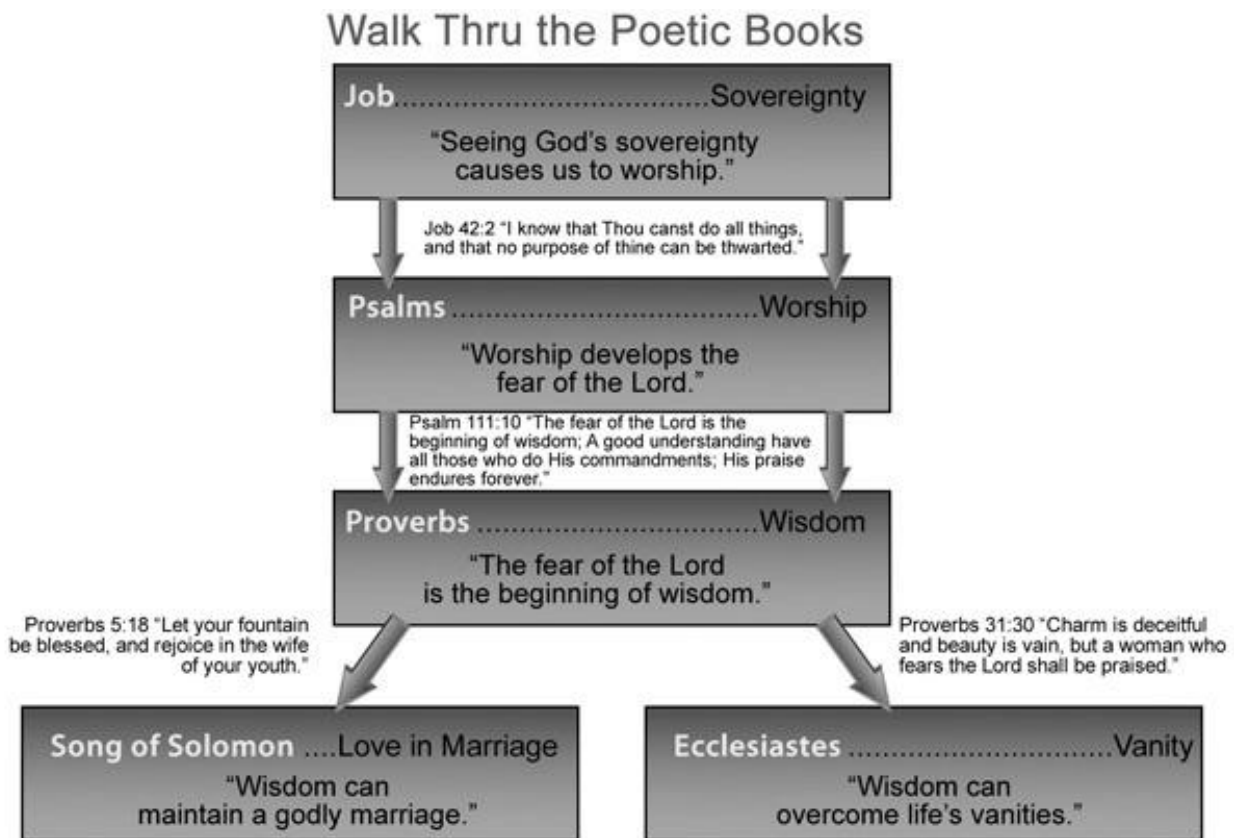 Walk Thru the Poetic Books
Job....................................Sovereignty
“Seeing God’s sovereignty
causes us to worship.”
Job 42:2 “I know that Thou canst do all things,
and that no purpose of thine can be thwarted.”
Psalms....................................Worship
“Worship develops the
fear of the Lord.”
Psalm 111:10 “The fear of the Lord is the
beginning of wisdom; A good understanding have
all those who do His commandments; His praise
endures forever.”
Proverbs.................................Wisdom
“The fear of the Lord
is the beginning of wisdom.”
Proverbs 5:18 “Let your fountain
be blessed, and rejoice in the wife
of your youth.”
Proverbs 31:30 “Charm is deceitful
and beauty is vain, but a woman who
fears the Lord shall be praised.”
Song of Solomon ....Love in Marriage
“Wisdom can
maintain a godly marriage.”
Ecclesiastes ...............................Vanity
“Wisdom can
overcome life’s vanities.”